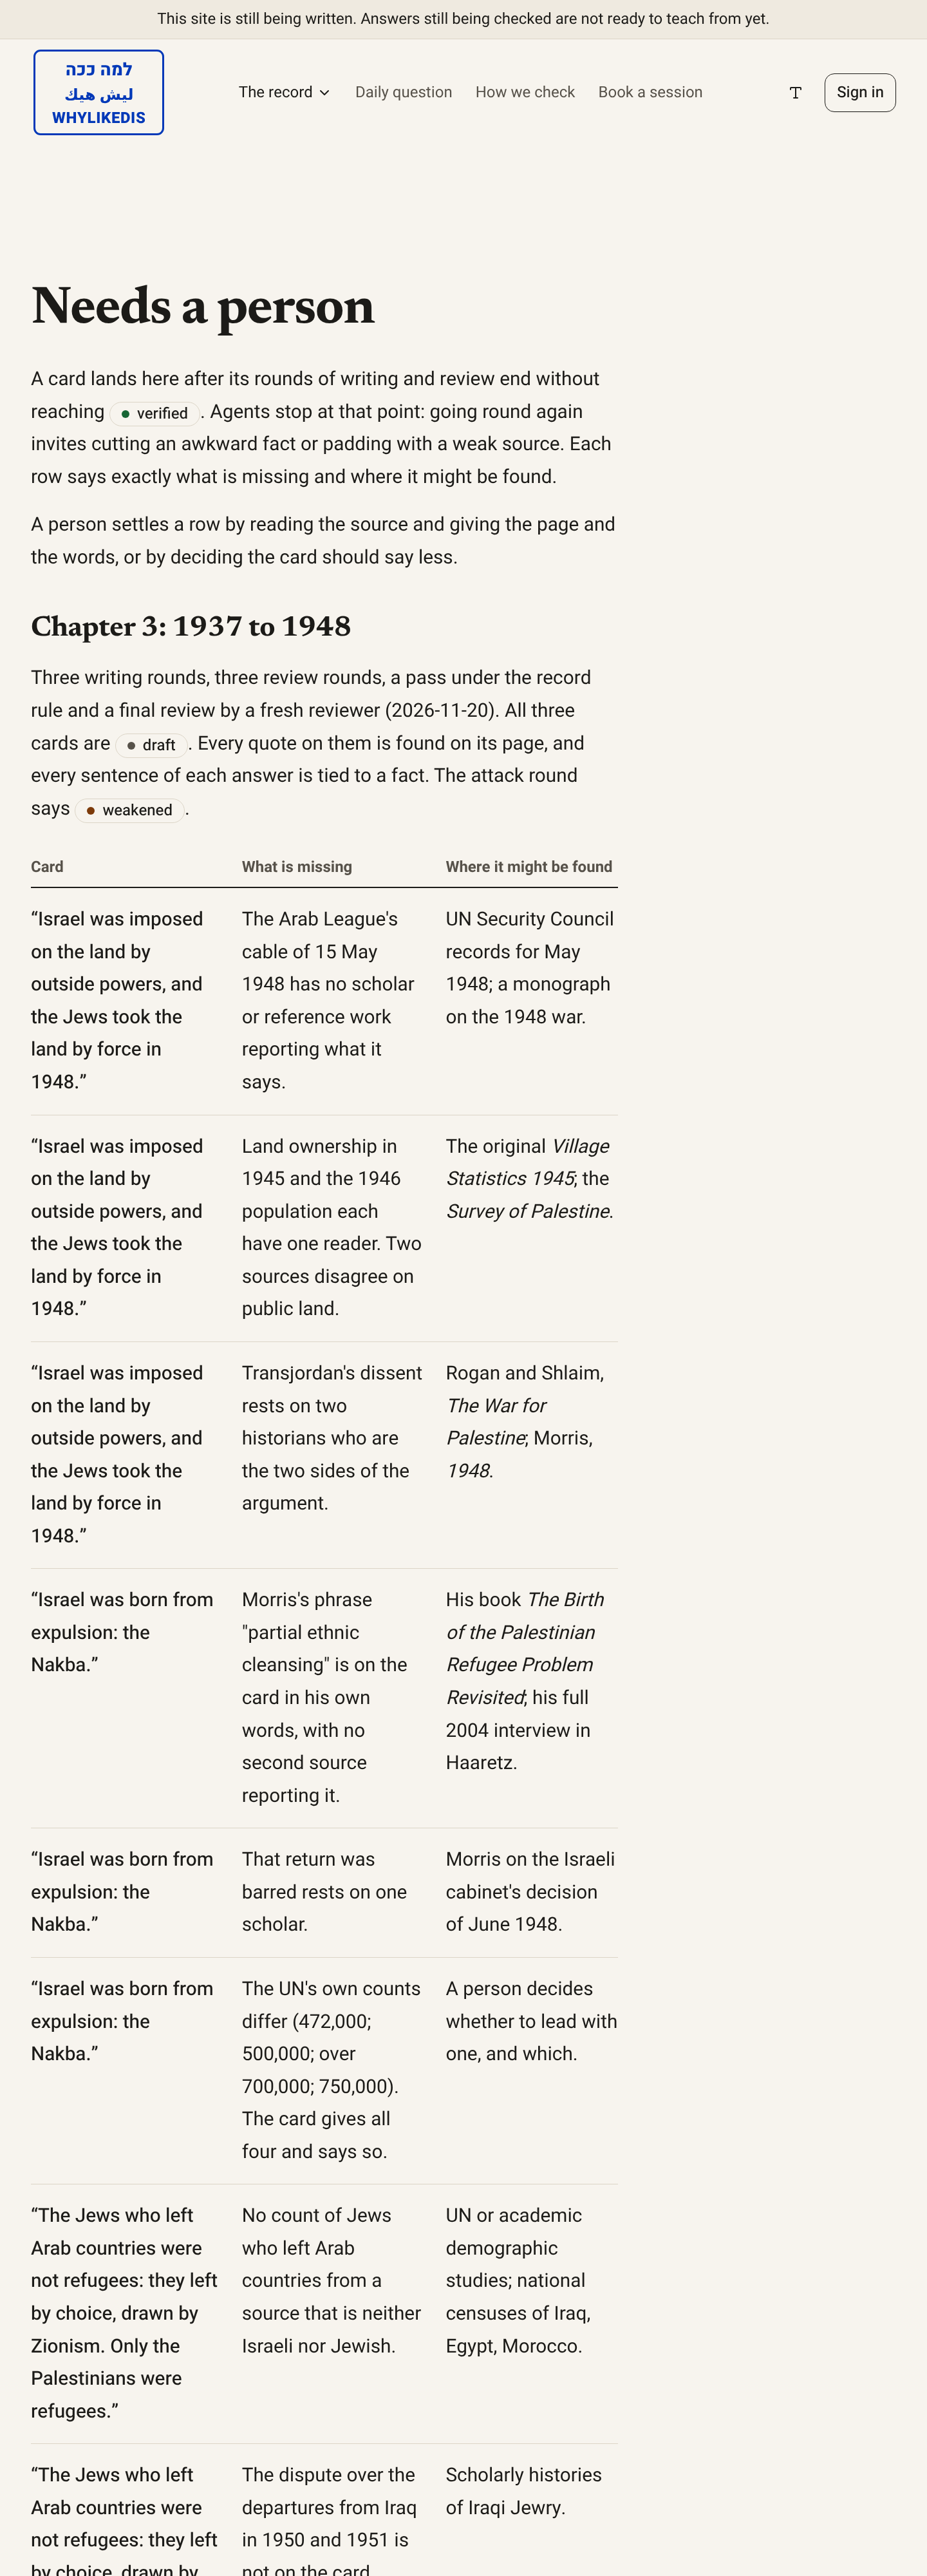 This site is still being written. Answers still being checked are not ready to teach from yet.
למה ככה
ليش هيك
WHYLIKEDIS
The record
Daily question
How we check
Book a session
Sign in
Needs a person
A card lands here after its rounds of writing and review end without
reaching verified. Agents stop at that point: going round again
invites cutting an awkward fact or padding with a weak source. Each
row says exactly what is missing and where it might be found.
A person settles a row by reading the source and giving the page and
the words, or by deciding the card should say less.
Chapter 3: 1937 to 1948
Three writing rounds, three review rounds, a pass under the record
rule and a final review by a fresh reviewer (2026-11-20). All three
cards are draft. Every quote on them is found on its page, and
every sentence of each answer is tied to a fact. The attack round
says weakened.
Card
What is missing
Where it might be found
“Israel was imposed
on the land by
outside powers, and
the Jews took the
land by force in
1948.”
The Arab League's
cable of 15 May
1948 has no scholar
or reference work
reporting what it
says.
UN Security Council
records for May
1948; a monograph
on the 1948 war.
“Israel was imposed
on the land by
outside powers, and
the Jews took the
land by force in
1948.”
Land ownership in
1945 and the 1946
population each
have one reader. Two
sources disagree on
public land.
The original Village
Statistics 1945; the
Survey of Palestine.
“Israel was imposed
on the land by
outside powers, and
the Jews took the
land by force in
1948.”
Transjordan's dissent
rests on two
historians who are
the two sides of the
argument.
Rogan and Shlaim,
The War for
Palestine; Morris,
1948.
“Israel was born from
expulsion: the
Nakba.”
Morris's phrase
"partial ethnic
cleansing" is on the
card in his own
words, with no
second source
reporting it.
His book The Birth
of the Palestinian
Refugee Problem
Revisited; his full
2004 interview in
Haaretz.
“Israel was born from
expulsion: the
Nakba.”
That return was
barred rests on one
scholar.
Morris on the Israeli
cabinet's decision
of June 1948.
“Israel was born from
expulsion: the
Nakba.”
The UN's own counts
differ (472,000;
500,000; over
700,000; 750,000).
The card gives all
four and says so.
A person decides
whether to lead with
one, and which.
“The Jews who left
Arab countries were
not refugees: they left
by choice, drawn by
Zionism. Only the
Palestinians were
refugees.”
No count of Jews
who left Arab
countries from a
source that is neither
Israeli nor Jewish.
UN or academic
demographic
studies; national
censuses of Iraq,
Egypt, Morocco.
“The Jews who left
Arab countries were
not refugees: they left
by choice, drawn by
The dispute over the
departures from Iraq
in 1950 and 1951 is
not on the card
Scholarly histories
of Iraqi Jewry.